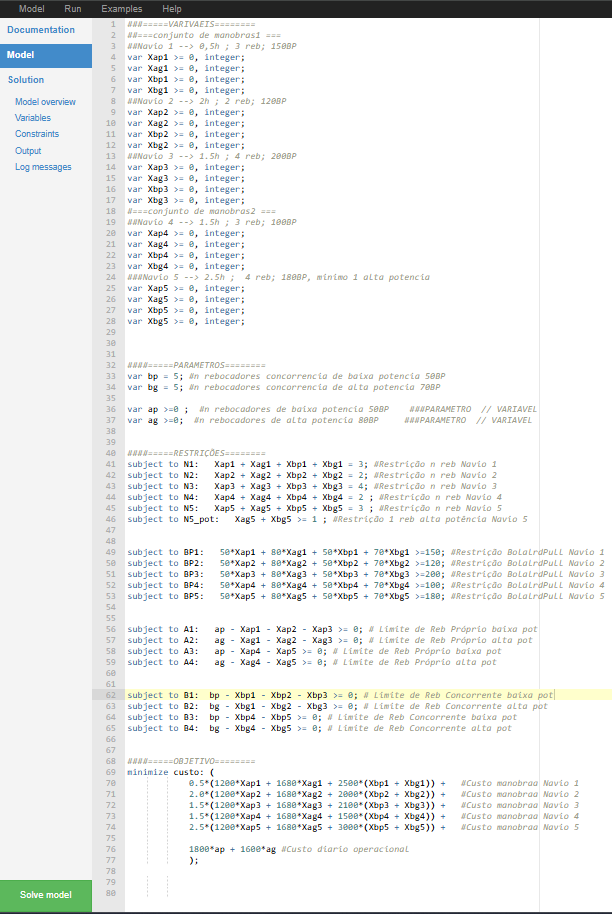 Model Run Examples Help
Documentation
Model
Solution
Model overview
Variables
Constraints
Output
Log messages
Solve model
1 ###=====VARIVAEIS========
2 ##===conjunto de manobras1 ===
3 ##Navio 1 --> 0,5h ; 3 reb; 150BP
4 var Xap1 >= 0, integer;
5 var Xag1 >= 0, integer;
6 var Xbp1 >= 0, integer;
7 var Xbg1 >= 0, integer;
8 ##Navio 2 --> 2h ; 2 reb; 120BP
9 var Xap2 >= 0, integer;
10 var Xag2 >= 0, integer;
11 var Xbp2 >= 0, integer;
12 var Xbg2 >= 0, integer;
13 ##Navio 3 --> 1.5h ; 4 reb; 200BP
14 var Xap3 >= 0, integer;
15 var Xag3 >= 0, integer;
16 var Xbp3 >= 0, integer;
17 var Xbg3 >= 0, integer;
18 #===conjunto de manobras2 ===
19 ##Navio 4 --> 1.5h ; 3 reb; 100BP
20 var Xap4 >= 0, integer;
21 var Xag4 >= 0, integer;
22 var Xbp4 >= 0, integer;
23 var Xbg4 >= 0, integer;
24 ###Navio 5 --> 2.5h ;  4 reb; 180BP, minimo 1 alta potencia
25 var Xap5 >= 0, integer;
26 var Xag5 >= 0, integer;
27 var Xbp5 >= 0, integer;
28 var Xbg5 >= 0, integer;
29
30
31
32 ####=====PARAMETROS========
33 var bp = 5; #n rebocadores concorrencia de baixa potencia 50BP
34 var bg = 5; #n rebocadores concorrencia de alta potencia 70BP
35
36 var ap >=0 ;  #n rebocadores de baixa potencia 50BP    ###PARAMETRO  // VARIAVEL
37 var ag >=0;  #n rebocadores de alta potencia 80BP     ###PARAMETRO  // VARIAVEL
38
39
40 ####=====RESTRIÇÕES========
41 subject to N1:   Xap1 + Xag1 + Xbp1 + Xbg1 = 3; #Restrição n reb Navio 1
42 subject to N2:   Xap2 + Xag2 + Xbp2 + Xbg2 = 2; #Restrição n reb Navio 2
43 subject to N3:   Xap3 + Xag3 + Xbp3 + Xbg3 = 4; #Restrição n reb Navio 3
44 subject to N4:   Xap4 + Xag4 + Xbp4 + Xbg4 = 2 ; #Restrição n reb Navio 4
45 subject to N5:   Xap5 + Xag5 + Xbp5 + Xbg5 = 3 ; #Restrição n reb Navio 5
46 subject to N5_pot:   Xag5 + Xbg5 >= 1 ; #Restrição 1 reb alta potência Navio 5
47
48
49 subject to BP1:   50*Xap1 + 80*Xag1 + 50*Xbp1 + 70*Xbg1 >=150; #Restrição BolalrdPull Navio 1
50 subject to BP2:   50*Xap2 + 80*Xag2 + 50*Xbp2 + 70*Xbg2 >=120; #Restrição BolalrdPull Navio 2
51 subject to BP3:   50*Xap3 + 80*Xag3 + 50*Xbp3 + 70*Xbg3 >=200; #Restrição BolalrdPull Navio 3
52 subject to BP4:   50*Xap4 + 80*Xag4 + 50*Xbp4 + 70*Xbg4 >=100; #Restrição BolalrdPull Navio 4
53 subject to BP5:   50*Xap5 + 80*Xag5 + 50*Xbp5 + 70*Xbg5 >=180; #Restrição BolalrdPull Navio 5
54
55
56 subject to A1:   ap - Xap1 - Xap2 - Xap3 >= 0; # Limite de Reb Próprio baixa pot
57 subject to A2:   ag - Xag1 - Xag2 - Xag3 >= 0; # Limite de Reb Próprio alta pot
58 subject to A3:   ap - Xap4 - Xap5 >= 0; # Limite de Reb Próprio baixa pot
59 subject to A4:   ag - Xag4 - Xag5 >= 0; # Limite de Reb Próprio alta pot
60
61
62 subject to B1:  bp - Xbp1 - Xbp2 - Xbp3 >= 0; # Limite de Reb Concorrente baixa pot
63 subject to B2:  bg - Xbg1 - Xbg2 - Xbg3 >= 0; # Limite de Reb Concorrente alta pot
64 subject to B3:  bp - Xbp4 - Xbp5 >= 0; # Limite de Reb Concorrente baixa pot
65 subject to B4:  bg - Xbg4 - Xbg5 >= 0; # Limite de Reb Concorrente alta pot
66
67
68 ####=====OBJETIVO========
69 minimize custo: (
70 0.5*(1200*Xap1 + 1680*Xag1 + 2500*(Xbp1 + Xbg1)) +   #Custo manobraa Navio 1
71 2.0*(1200*Xap2 + 1680*Xag2 + 2000*(Xbp2 + Xbg2)) +   #Custo manobraa Navio 2
72 1.5*(1200*Xap3 + 1680*Xag3 + 2100*(Xbp3 + Xbg3)) +   #Custo manobraa Navio 3
73 1.5*(1200*Xap4 + 1680*Xag4 + 1500*(Xbp4 + Xbg4)) +   #Custo manobraa Navio 4
74 2.5*(1200*Xap5 + 1680*Xag5 + 3000*(Xbp5 + Xbg5)) +   #Custo manobraa Navio 5
75
76 1800*ap + 1600*ag #Custo diario operacional
77 );
78
79
80